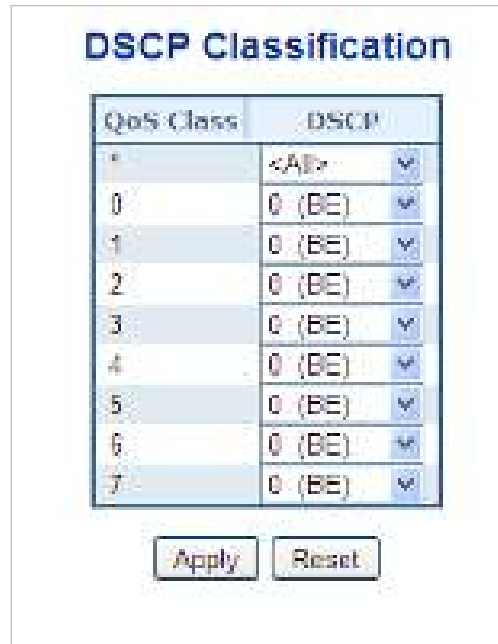 DSCP Classification
QoS Class DSCP
* <All>
0 0 (BE)
1 0 (BE)
2 0 (BE)
3 0 (BE)
4 0 (BE)
5 0 (BE)
6 0 (BE)
7 0 (BE)
Apply Reset